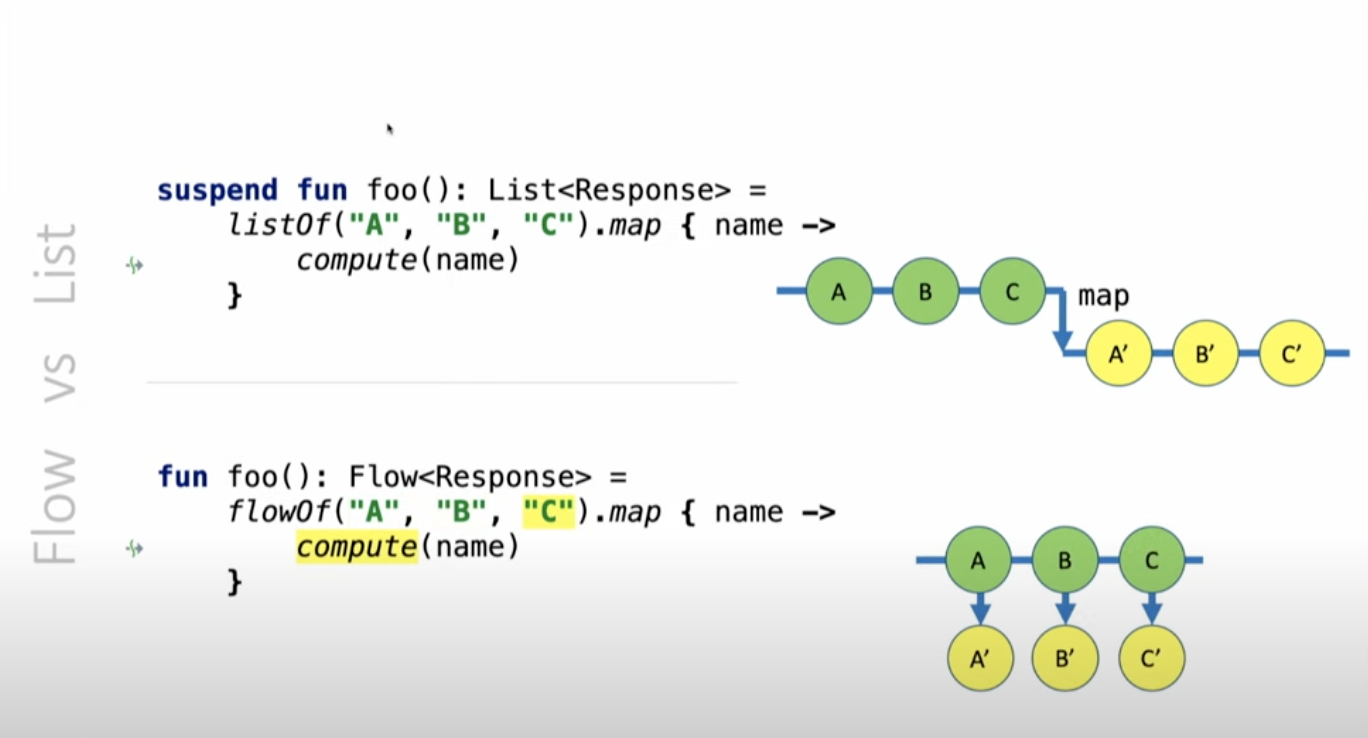 Flow vs List
suspend fun foo(): List<Response> =
listOf("A", "B", "C").map { name ->
compute(name)
}
A B C
map
A′ B′ C′
fun foo(): Flow<Response> =
flowOf("A", "B", "C").map { name ->
compute(name)
}
A B C
A′ B′ C′